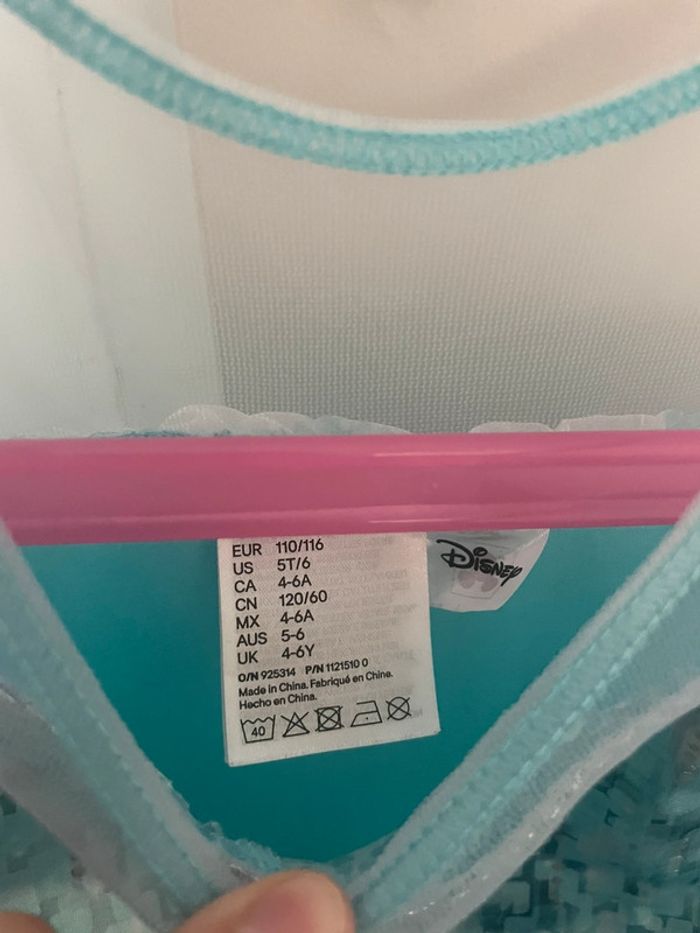 EUR 110/116
US 5T/6
CA 4-6A
CN 120/60
MX 4-6A
AUS 5-6
UK 4-6Y
O/N 925314 P/N 1121510 0
Made in China. Fabriqué en Chine.
Hecho en China.
40
Disney